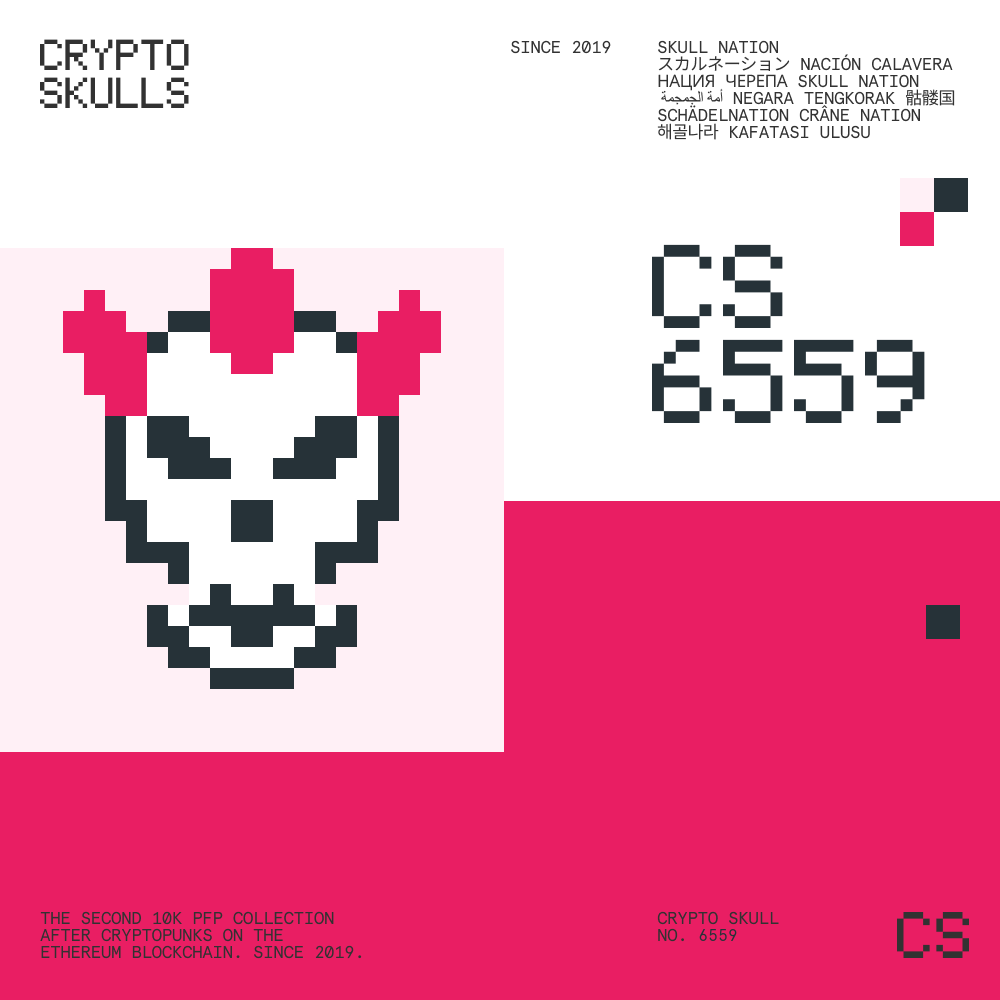 CRYPTO
SKULLS
SINCE 2019
SKULL NATION
スカルネーション NACIÓN CALAVERA
НАЦИЯ ЧЕРЕПА SKULL NATION
أمة الجمجمة NEGARA TENGKORAK 骷髅国
SCHÄDELNATION CRÂNE NATION
해골나라 KAFATASI ULUSU
CS
6559
THE SECOND 10K PFP COLLECTION
AFTER CRYPTOPUNKS ON THE
ETHEREUM BLOCKCHAIN. SINCE 2019.
CRYPTO SKULL
NO. 6559
CS